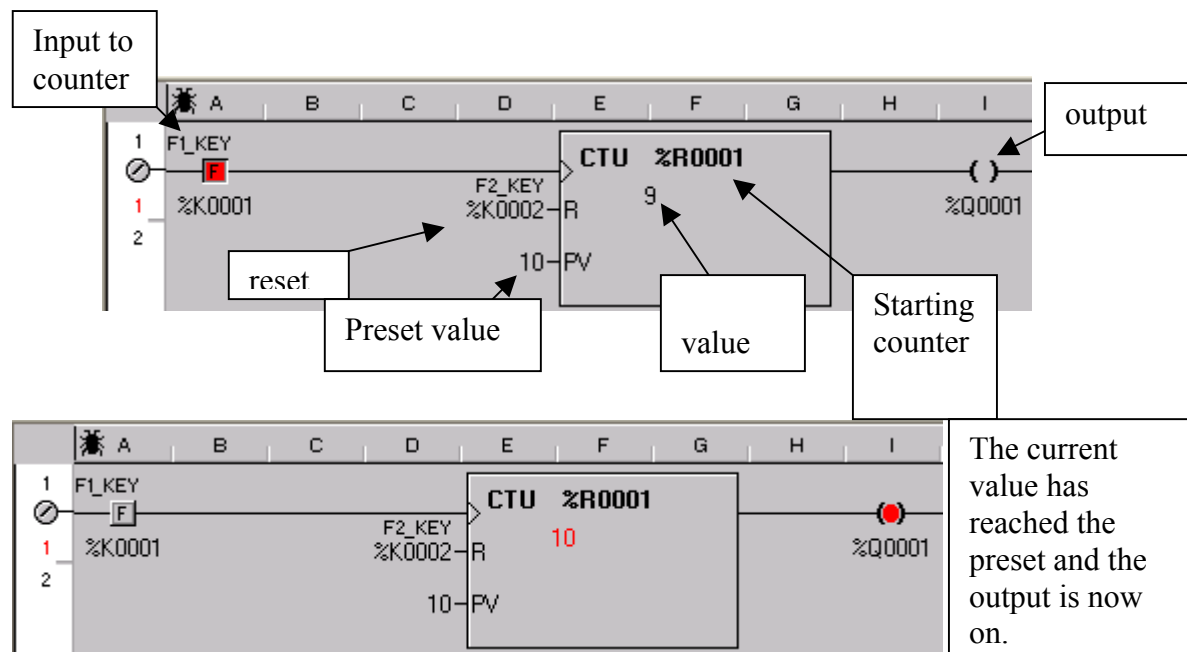 Input to
counter
A B C D E F G H I
output
1 F1_KEY
F
CTU %R0001
F2_KEY
1 %K0001
%K0002 R
9
%Q0001
2
10 PV
reset
Preset value
value
Starting
counter
A B C D E F G H I
1 F1_KEY
F
CTU %R0001
F2_KEY
1 %K0001
%K0002 R
10
%Q0001
2
10 PV
The current
value has
reached the
preset and the
output is now
on.